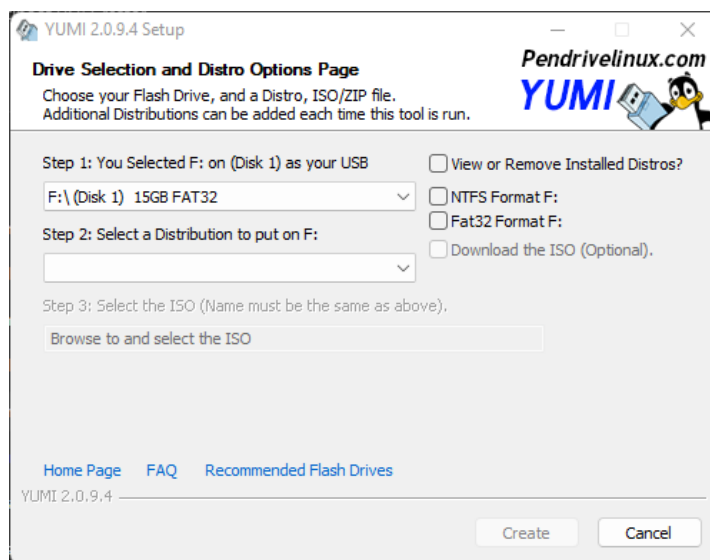 YUMI 2.0.9.4 Setup
Drive Selection and Distro Options Page
Choose your Flash Drive, and a Distro, ISO/ZIP file.
Additional Distributions can be added each time this tool is run.
Pendrivelinux.com
YUMI
Step 1: You Selected F: on (Disk 1) as your USB
View or Remove Installed Distros?
F:\ (Disk 1)  15GB FAT32
NTFS Format F:
Fat32 Format F:
Step 2: Select a Distribution to put on F:
Download the ISO (Optional).
Step 3: Select the ISO (Name must be the same as above).
Browse to and select the ISO
Home Page FAQ Recommended Flash Drives
YUMI 2.0.9.4
Create Cancel